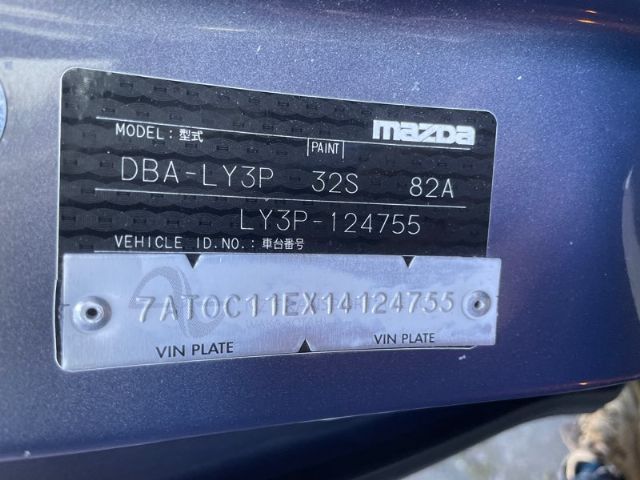 mazda
MODEL: 型式 PAINT
DBA-LY3P 32S 82A
LY3P-124755
VEHICLE ID.NO.: 車台番号
7AT0C11EX14124755
VIN PLATE VIN PLATE